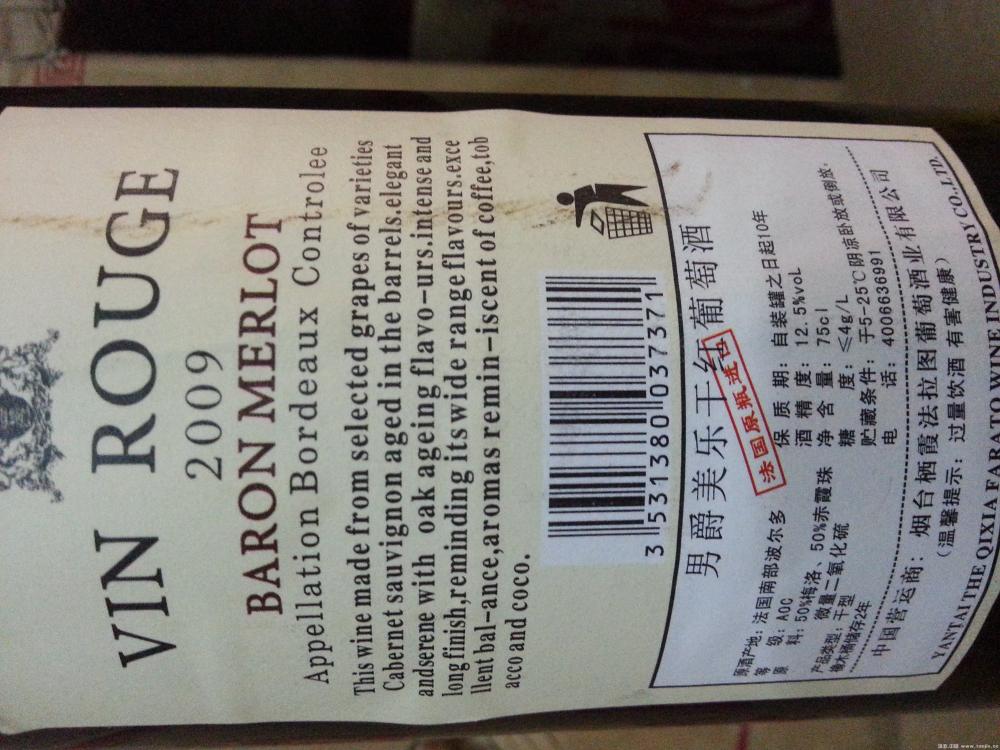 VIN ROUGE
2009
BARON MERLOT
Appellation Bordeaux Controlee
This wine made from selected grapes of varieties
Cabernet sauvignon aged in the barrels.elegant
andserene with oak ageing flavo-urs.intense and
long finish,reminding its wide range flavours.exce
llent bal-ance,aromas remin-iscent of coffee,tob
acco and coco.
3 531380 037371
男爵美乐干红葡萄酒
法国原瓶进口
原酒产地: 法国南部波尔多
等 级: AOC
原 料: 50%梅洛、50%赤霞珠
微量二氧化硫
产品类型: 干型
橡木桶储存2年
保 质 期: 自装罐之日起10年
酒 精 度: 12.5%voL
净 含 量: 75cl
糖 度: ≤4g/L
贮藏条件: 于5-25℃阴凉卧放或倒放.
电 话: 4006636991
中国营运商: 烟台栖霞法拉图葡萄酒业有限公司
(温馨提示: 过量饮酒 有害健康)
YANTAI THE QIXIA FARATO WINE INDUSTRY CO.,LTD.